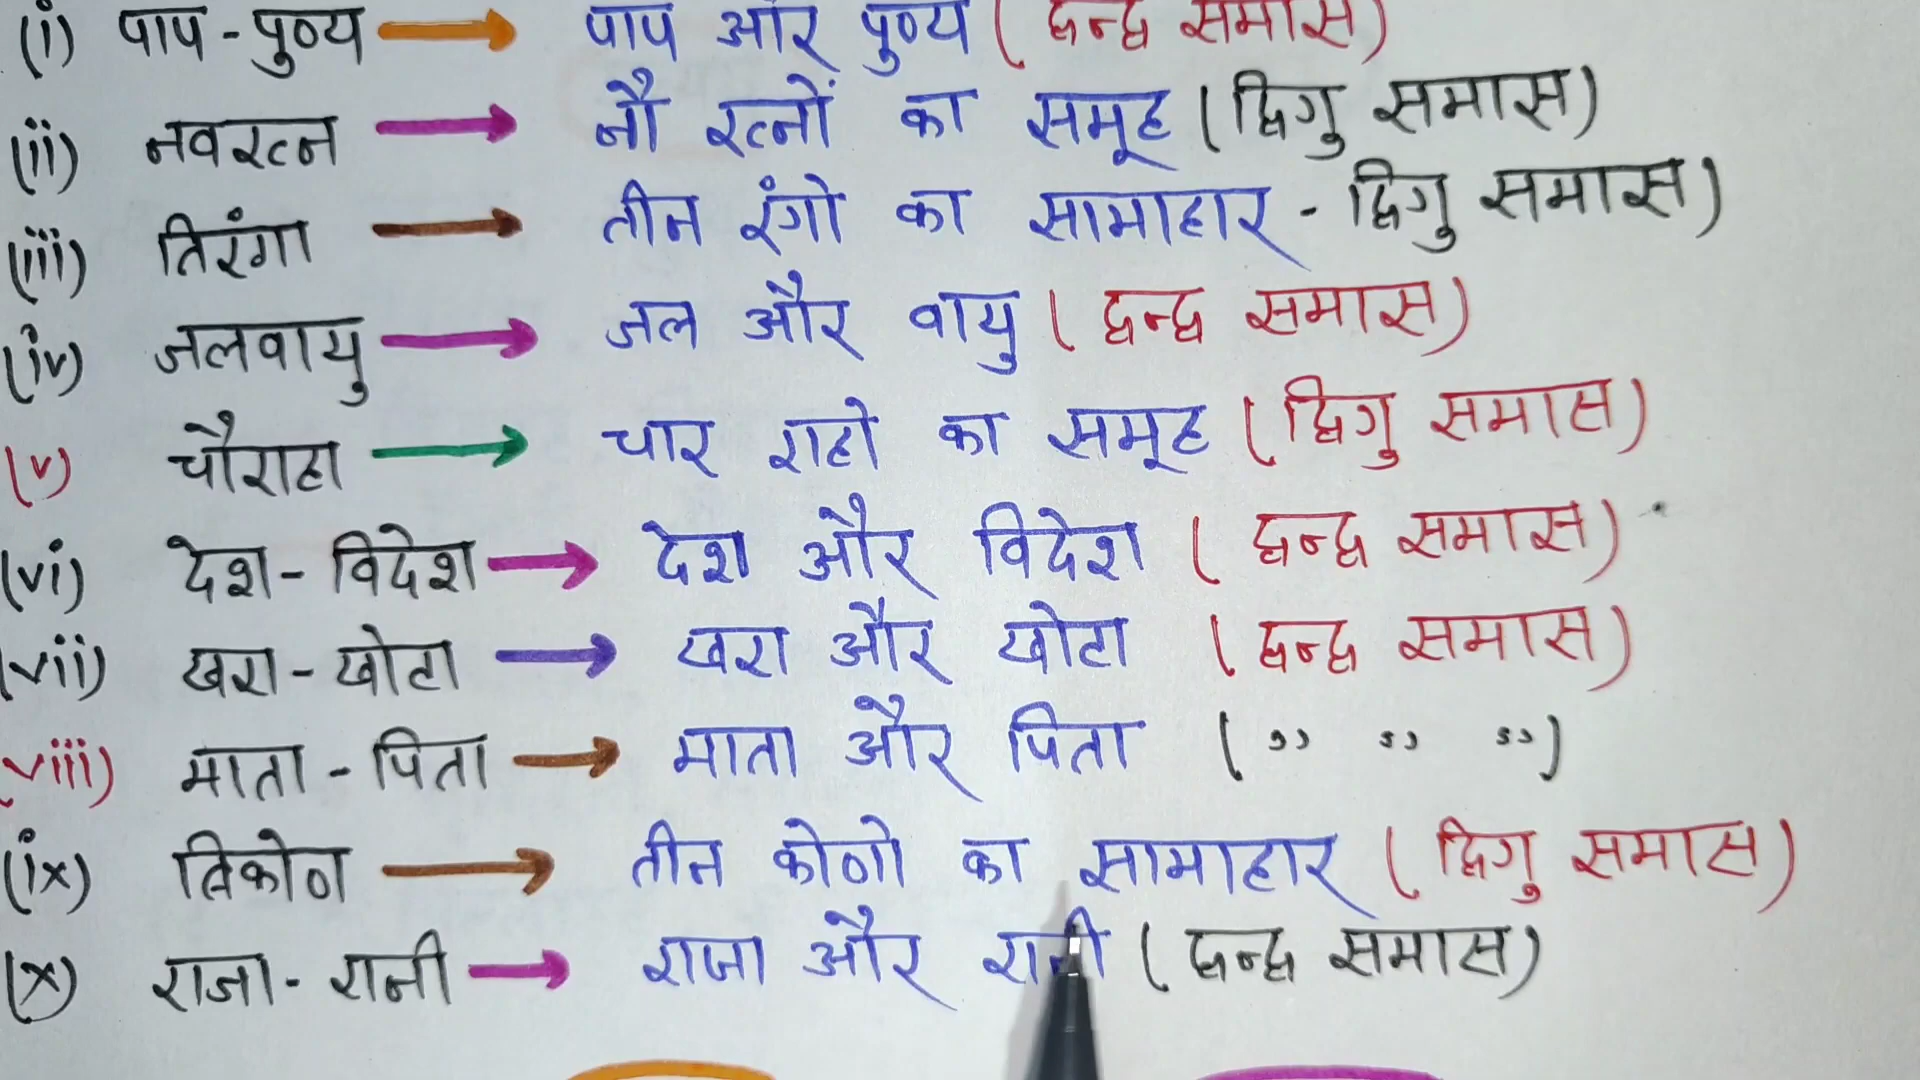 (i) पाप-पुण्य → पाप और पुण्य ( द्वन्द्व समास)
(ii) नवरत्न → नौ रत्नों का समूह (द्विगु समास)
(iii) तिरंगा → तीन रंगो का सामाहार - द्विगु समास)
(iv) जलवायु → जल और वायु ( द्वन्द्व समास)
(v) चौराहा → चार राहो का समूह (द्विगु समास)
(vi) देश-विदेश → देश और विदेश ( द्वन्द्व समास)
(vii) खरा-खोटा → खरा और खोटा (द्वन्द्व समास)
(viii) माता-पिता → माता और पिता ( ,, ,, ,,)
(ix) त्रिकोण → तीन कोणो का सामाहार ( द्विगु समास)
(x) राजा-रानी → राजा और रानी ( द्वन्द्व समास)